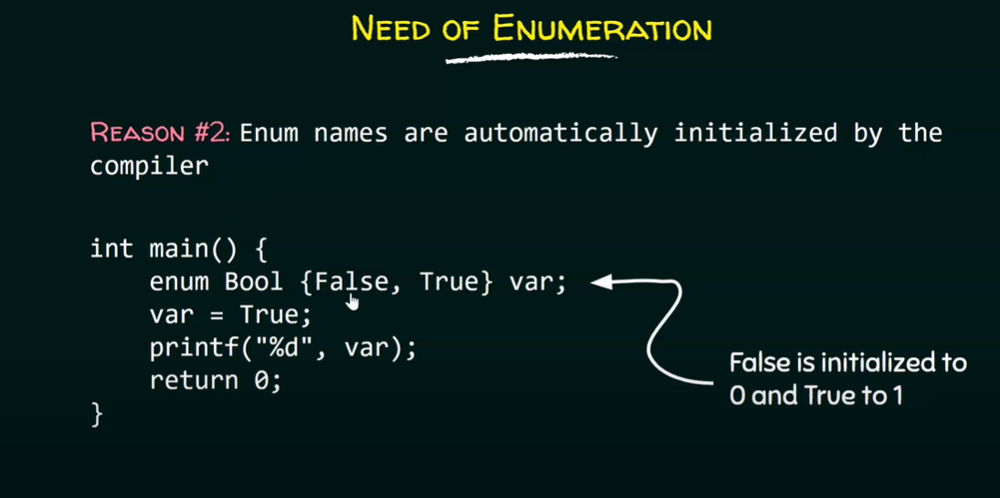 NEED OF ENUMERATION
REASON #2: Enum names are automatically initialized by the
compiler
int main() {
    enum Bool {False, True} var;
    var = True;
    printf("%d", var);
    return 0;
}
False is initialized to
0 and True to 1